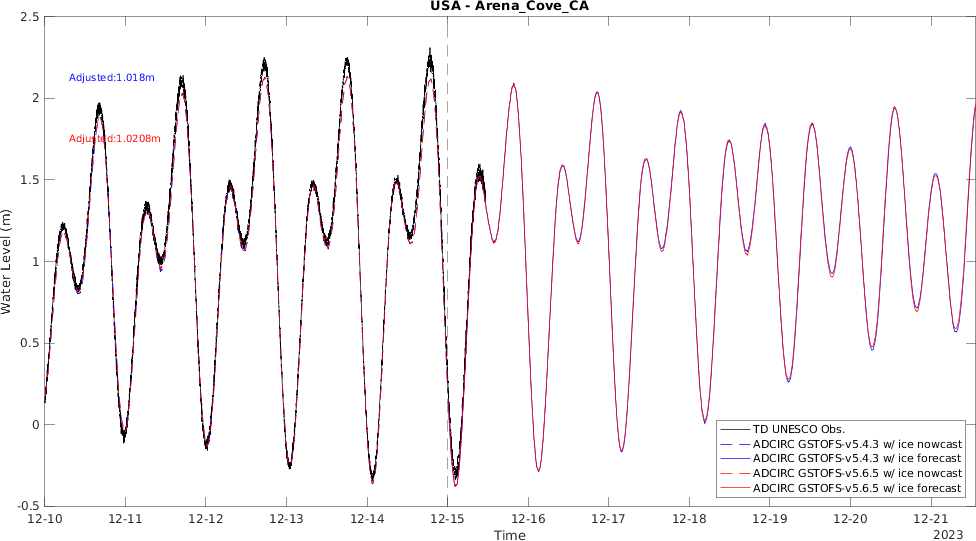 USA - Arena_Cove_CA
2.5
2
1.5
1
0.5
0
-0.5
Water Level (m)
Adjusted:1.018m
Adjusted:1.0208m
TD UNESCO Obs.
ADCIRC GSTOFS-v5.4.3 w/ ice nowcast
ADCIRC GSTOFS-v5.4.3 w/ ice forecast
ADCIRC GSTOFS-v5.6.5 w/ ice nowcast
ADCIRC GSTOFS-v5.6.5 w/ ice forecast
12-10 12-11 12-12 12-13 12-14 12-15 12-16 12-17 12-18 12-19 12-20 12-21
Time
2023